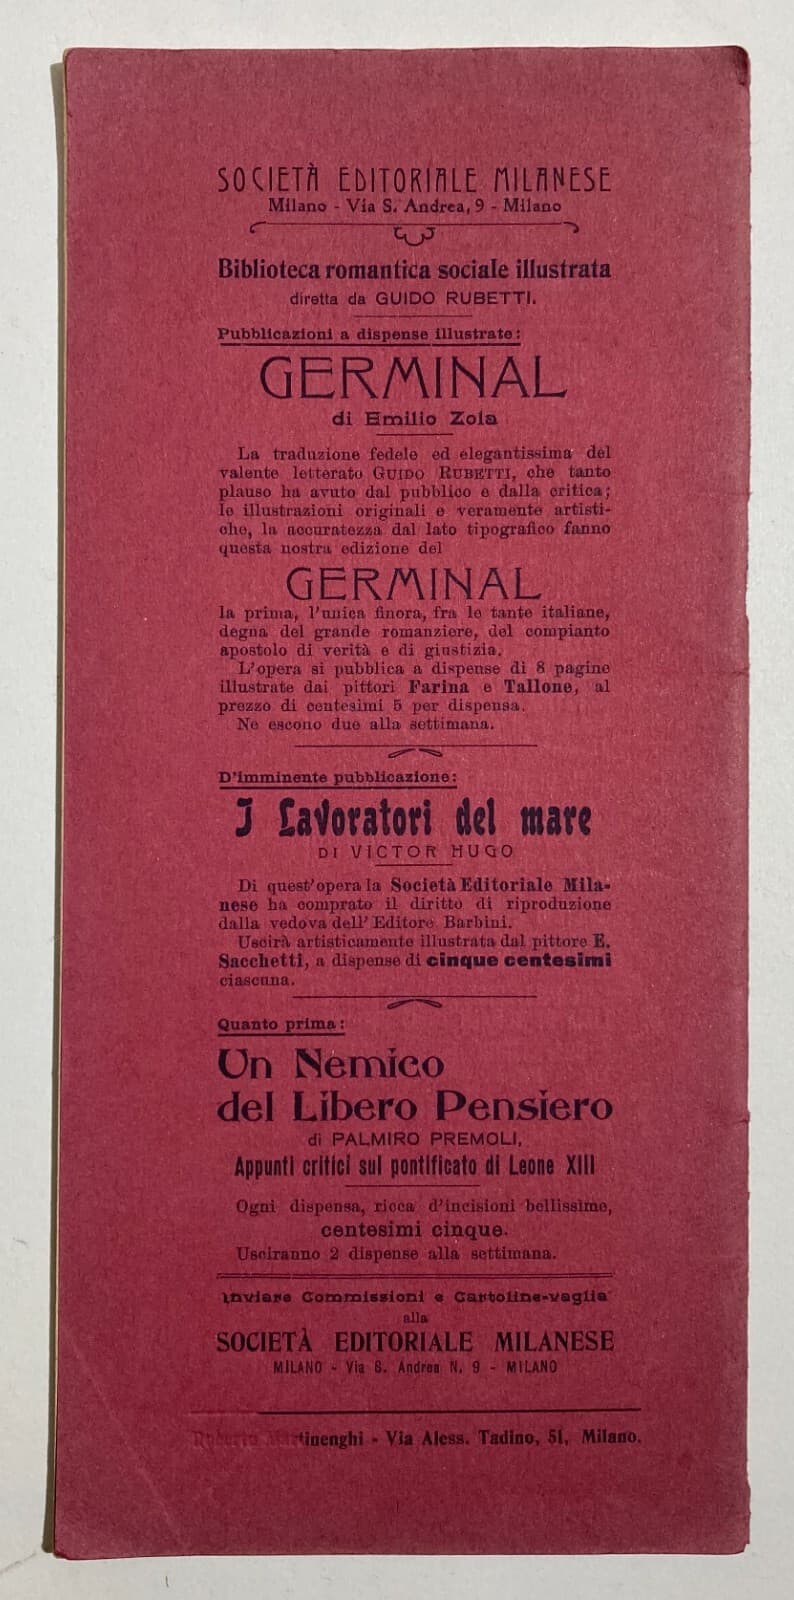 SOCIETÀ EDITORIALE MILANESE
Milano - Via S. Andrea, 9 - Milano
Biblioteca romantica sociale illustrata
diretta da GUIDO RUBETTI.
Pubblicazioni a dispense illustrate:
GERMINAL
di Emilio Zola
La traduzione fedele ed elegantissima del
valente letterato GUIDO RUBETTI, che tanto
plauso ha avuto dal pubblico e dalla critica;
le illustrazioni originali e veramente artisti-
che, la accuratezza dal lato tipografico fanno
questa nostra edizione del
GERMINAL
la prima, l'unica finora, fra le tante italiane,
degna del grande romanziere, del compianto
apostolo di verità e di giustizia.
L'opera si pubblica a dispense di 8 pagine
illustrate dai pittori Farina e Tallone, al
prezzo di centesimi 5 per dispensa.
Ne escono due alla settimana.
D'imminente pubblicazione:
I Lavoratori del mare
DI VICTOR HUGO
Di quest'opera la Società Editoriale Mila-
nese ha comprato il diritto di riproduzione
dalla vedova dell'Editore Barbini.
Uscirà artisticamente illustrata dal pittore E.
Sacchetti, a dispense di cinque centesimi
ciascuna.
Quanto prima:
Un Nemico
del Libero Pensiero
di PALMIRO PREMOLI,
Appunti critici sul pontificato di Leone XIII
Ogni dispensa, ricca d'incisioni bellissime,
centesimi cinque.
Usciranno 2 dispense alla settimana.
Inviare Commissioni e Cartoline-vaglia
alla
SOCIETÀ EDITORIALE MILANESE
MILANO - Via S. Andrea N. 9 - MILANO
Roberto Martinenghi - Via Aless. Tadino, 51, Milano.